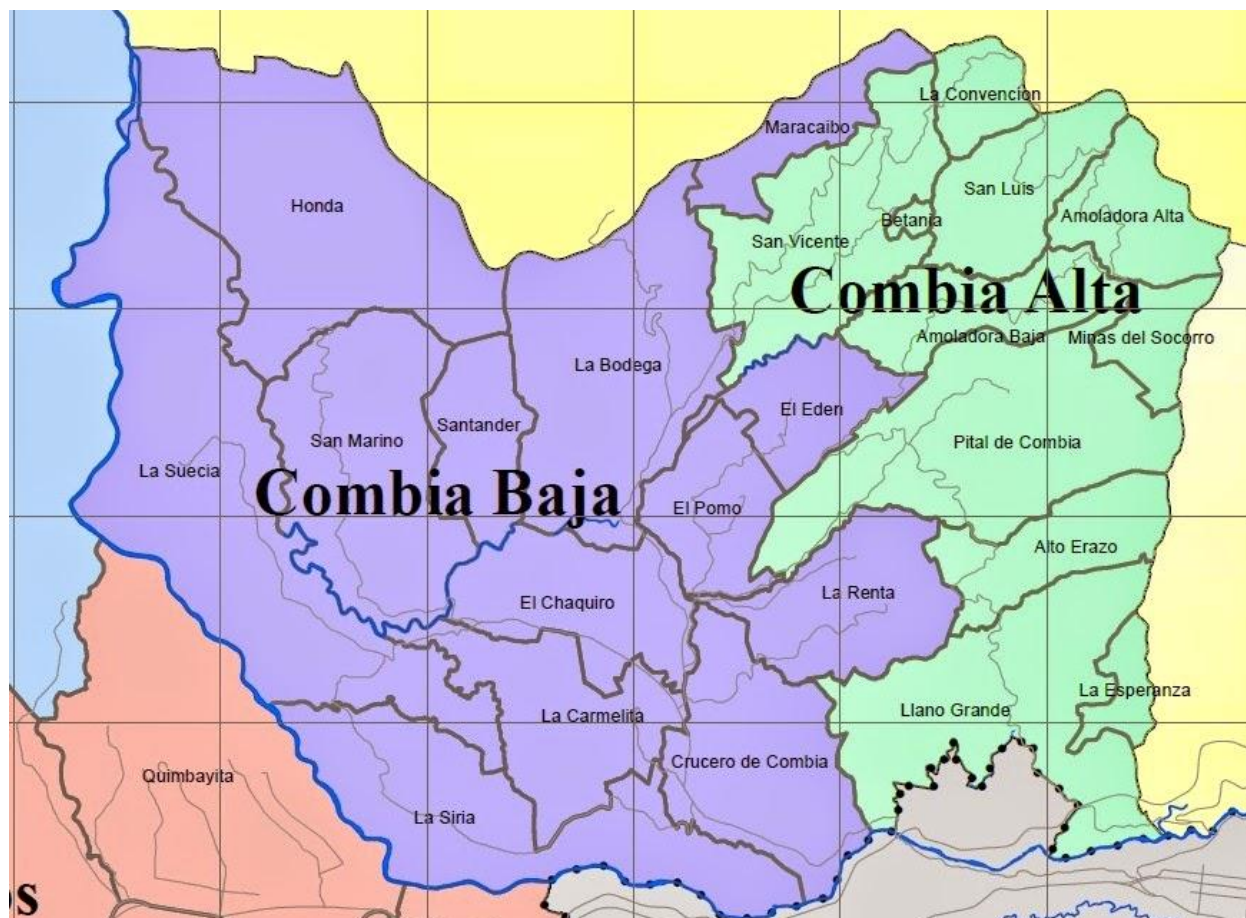 La Convención
Maracaibo
Honda
San Luis
Betania
Amoladora Alta
San Vicente
Combia Alta
Amoladora Baja
Minas del Socorro
La Bodega
El Eden
Santander
San Marino
Pital de Combia
La Suecia
Combia Baja
El Pomo
Alto Erazo
El Chaquiro
La Renta
La Esperanza
La Carmelita
Llano Grande
Crucero de Combia
Quimbayita
La Siria
os